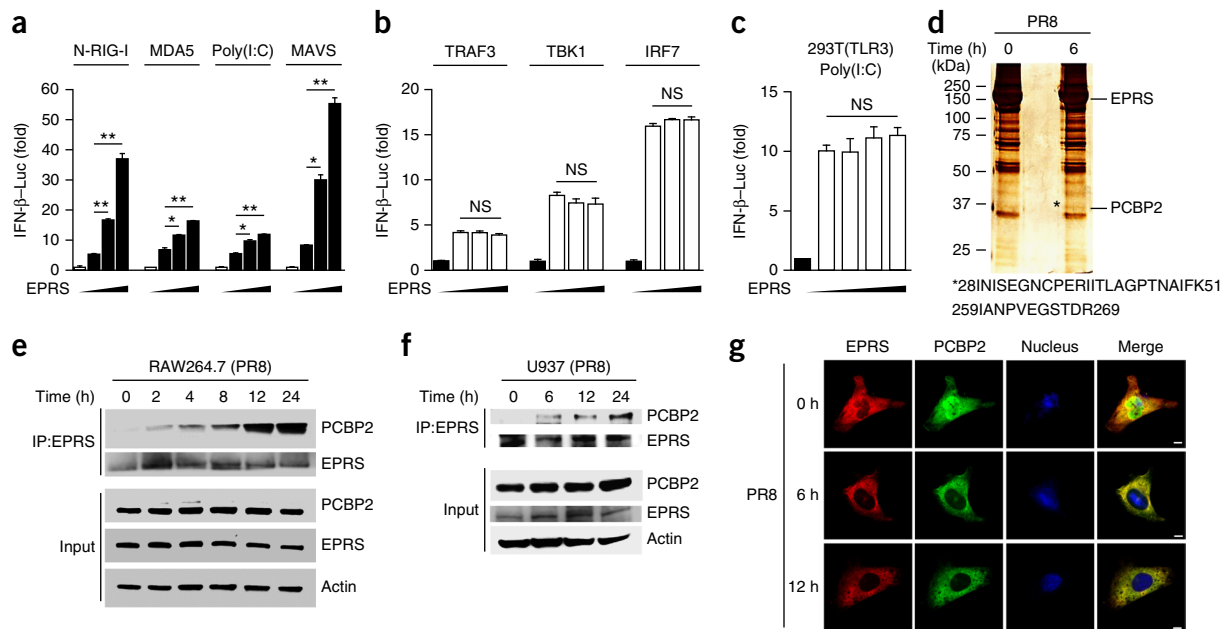 a
N-RIG-I MDA5 Poly(I:C) MAVS
IFN-β–Luc (fold)
60
50
40
30
20
10
0
** ** * ** * ** * **
EPRS
b
TRAF3 TBK1 IRF7
IFN-β–Luc (fold)
20
15
10
5
0
NS NS NS
EPRS
c
293T(TLR3)
Poly(I:C)
IFN-β–Luc (fold)
15
10
5
0
NS
EPRS
d
PR8
Time (h) 0 6
(kDa)
250
150
100
75
50
37
25
EPRS
* PCBP2
*28INISEGNCPERIITLAGPTNAIFK51
259IANPVEGSTDR269
e
RAW264.7 (PR8)
Time (h) 0 2 4 8 12 24
IP:EPRS
PCBP2
EPRS
Input
PCBP2
EPRS
Actin
f
U937 (PR8)
Time (h) 0 6 12 24
IP:EPRS
PCBP2
EPRS
Input
PCBP2
EPRS
Actin
g
EPRS PCBP2 Nucleus Merge
PR8
0 h
6 h
12 h